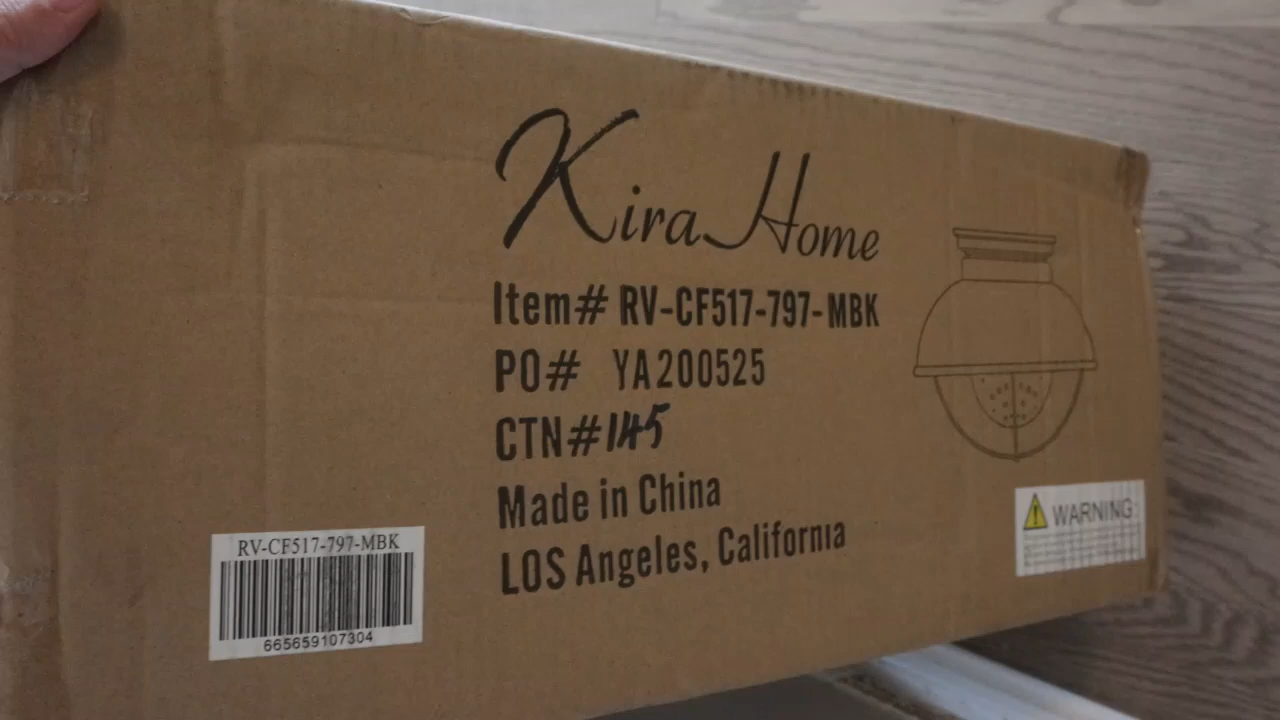 Kira Home
Item# RV-CF517-797-MBK
PO# YA200525
CTN#145
Made in China
LOS Angeles, California
RV-CF517-797-MBK
665659107304
WARNING: